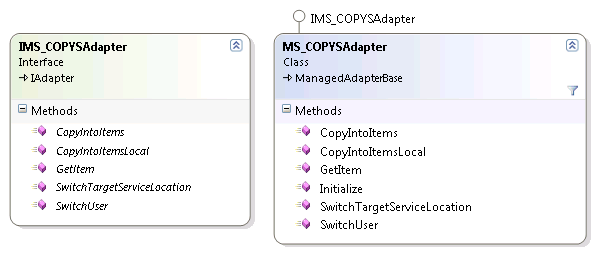 IMS_COPYSAdapter
IMS_COPYSAdapter
Interface
IAdapter
Methods
CopyIntoItems
CopyIntoItemsLocal
GetItem
SwitchTargetServiceLocation
SwitchUser
MS_COPYSAdapter
Class
ManagedAdapterBase
Methods
CopyIntoItems
CopyIntoItemsLocal
GetItem
Initialize
SwitchTargetServiceLocation
SwitchUser